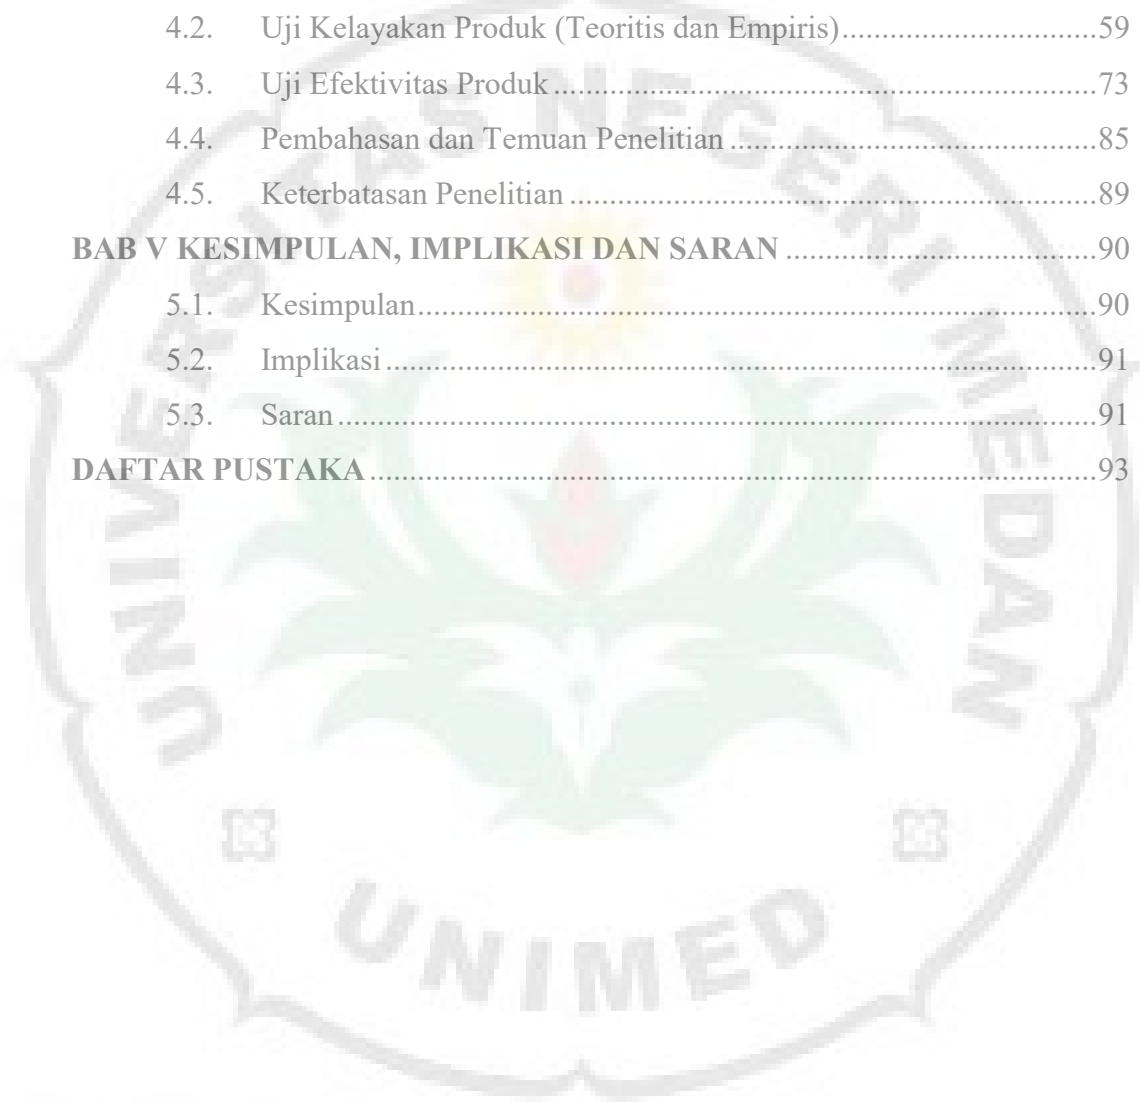 4.2. Uji Kelayakan Produk (Teoritis dan Empiris)..............................59
4.3. Uji Efektivitas Produk..................................................................73
4.4. Pembahasan dan Temuan Penelitian............................................85
4.5. Keterbatasan Penelitian...............................................................89
BAB V KESIMPULAN, IMPLIKASI DAN SARAN.....................................90
5.1. Kesimpulan.................................................................................90
5.2. Implikasi.....................................................................................91
5.3. Saran...........................................................................................91
DAFTAR PUSTAKA.......................................................................................93
UNIVERSITAS NEGERI MEDAN
UNIMED